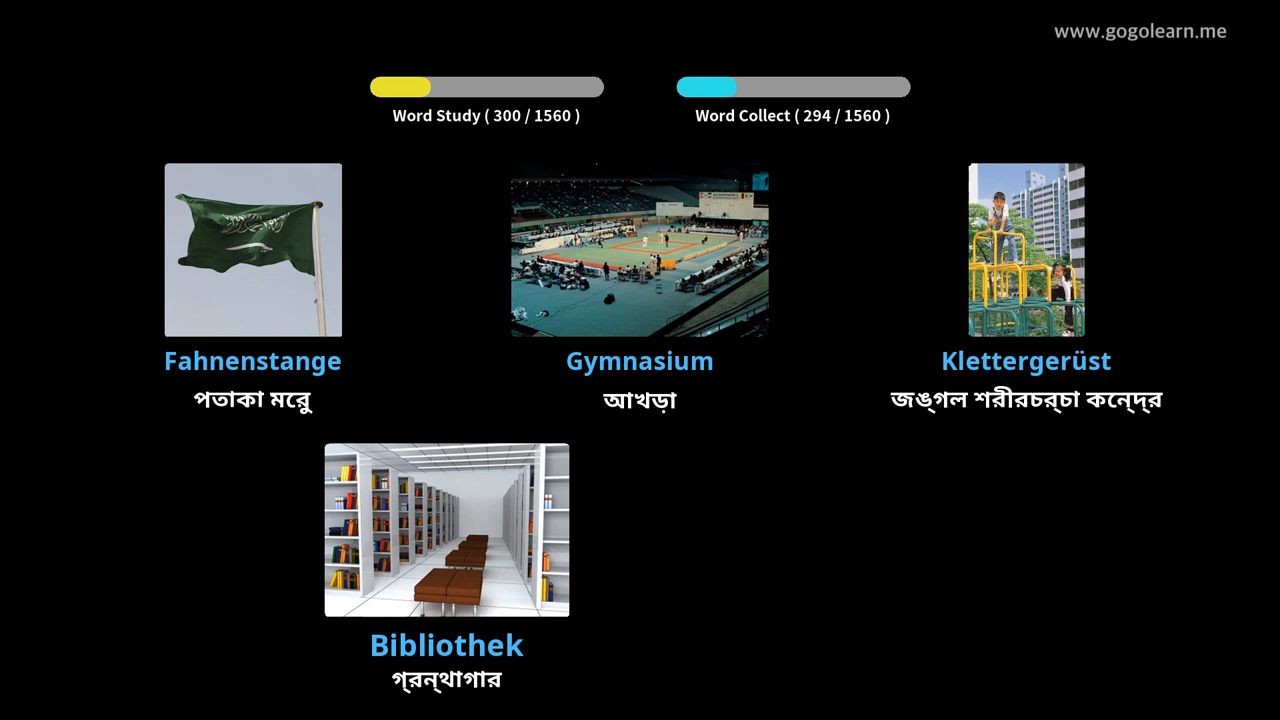 www.gogolearn.me
Word Study ( 300 / 1560 )
Word Collect ( 294 / 1560 )
Fahnenstange
Gymnasium
Klettergerüst
পতাকা মরেু
আখড়া
জঙ্গল শরীরচর্চা কনে্দ্র
Bibliothek
গ্রন্থাগার